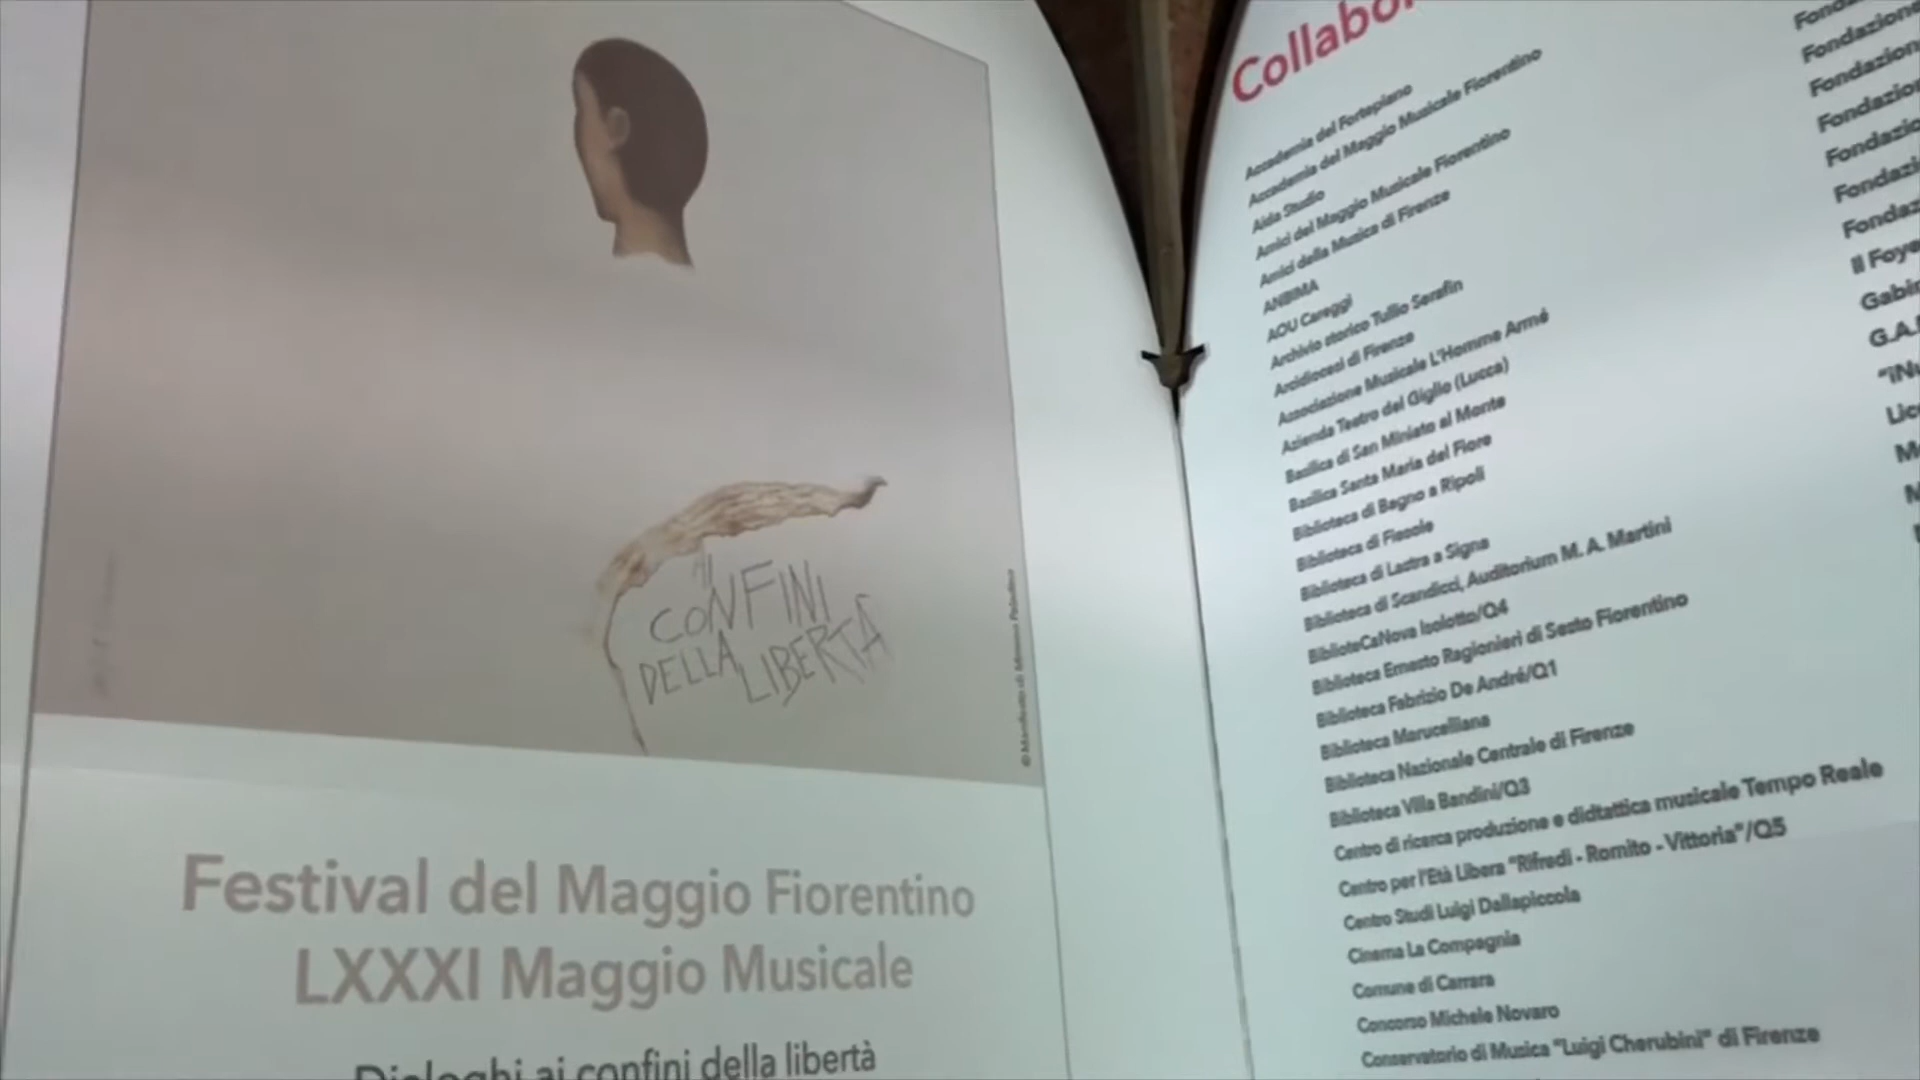 AI
CONFINI
DELLA LIBERTÀ
© Manifesto di Mimmo Paladino
Festival del Maggio Fiorentino
LXXXI Maggio Musicale
Dialoghi ai confini della libertà
Accademia del Fortepiano
Accademia del Maggio Musicale Fiorentino
Aida Studio
Amici del Maggio Musicale Fiorentino
Amici della Musica di Firenze
ANBIMA
AOU Careggi
Archivio storico Tullio Serafin
Arcidiocesi di Firenze
Associazione Musicale L'Homme Armé
Azienda Teatro del Giglio (Lucca)
Basilica di San Miniato al Monte
Basilica Santa Maria del Fiore
Biblioteca di Bagno a Ripoli
Biblioteca di Fiesole
Biblioteca di Lastra a Signa
Biblioteca di Scandicci, Auditorium M. A. Martini
BiblioteCaNova Isolotto/Q4
Biblioteca Ernesto Ragionieri di Sesto Fiorentino
Biblioteca Fabrizio De André/Q1
Biblioteca Marucelliana
Biblioteca Nazionale Centrale di Firenze
Biblioteca Villa Bandini/Q3
Centro di ricerca produzione e didtattica musicale Tempo Reale
Centro per l'Età Libera "Rifredi - Romito - Vittoria"/Q5
Centro Studi Luigi Dallapiccola
Cinema La Compagnia
Comune di Carrara
Concorso Michele Novaro
Conservatorio di Musica "Luigi Cherubini" di Firenze
Fondazione
Il